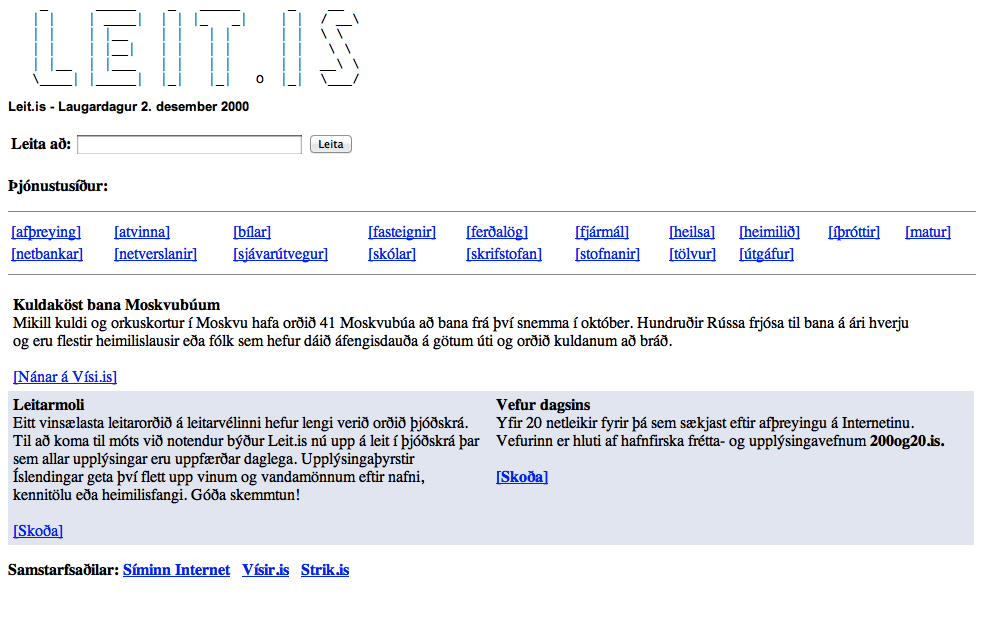 LEIT.IS
Leit.is - Laugardagur 2. desember 2000
Leita að: Leita
Þjónustusíður:
[afþreying] [atvinna] [bílar] [fasteignir] [ferðalög] [fjármál] [heilsa] [heimilið] [íþróttir] [matur]
[netbankar] [netverslanir] [sjávarútvegur] [skólar] [skrifstofan] [stofnanir] [tölvur] [útgáfur]
Kuldaköst bana Moskvubúum
Mikill kuldi og orkuskortur í Moskvu hafa orðið 41 Moskvubúa að bana frá því snemma í október. Hundruðir Rússa frjósa til bana á ári hverju
og eru flestir heimilislausir eða fólk sem hefur dáið áfengisdauða á götum úti og orðið kuldanum að bráð.
[Nánar á Vísi.is]
Leitarmoli
Eitt vinsælasta leitarorðið á leitarvélinni hefur lengi verið orðið þjóðskrá.
Til að koma til móts við notendur býður Leit.is nú upp á leit í þjóðskrá þar
sem allar upplýsingar eru uppfærðar daglega. Upplýsingaþyrstir
Íslendingar geta því flett upp vinum og vandamönnum eftir nafni,
kennitölu eða heimilisfangi. Góða skemmtun!
[Skoða]
Vefur dagsins
Yfir 20 netleikir fyrir þá sem sækjast eftir afþreyingu á Internetinu.
Vefurinn er hluti af hafnfirska frétta- og upplýsingavefnum 200og20.is.
[Skoða]
Samstarfsaðilar: Síminn Internet Vísir.is Strik.is